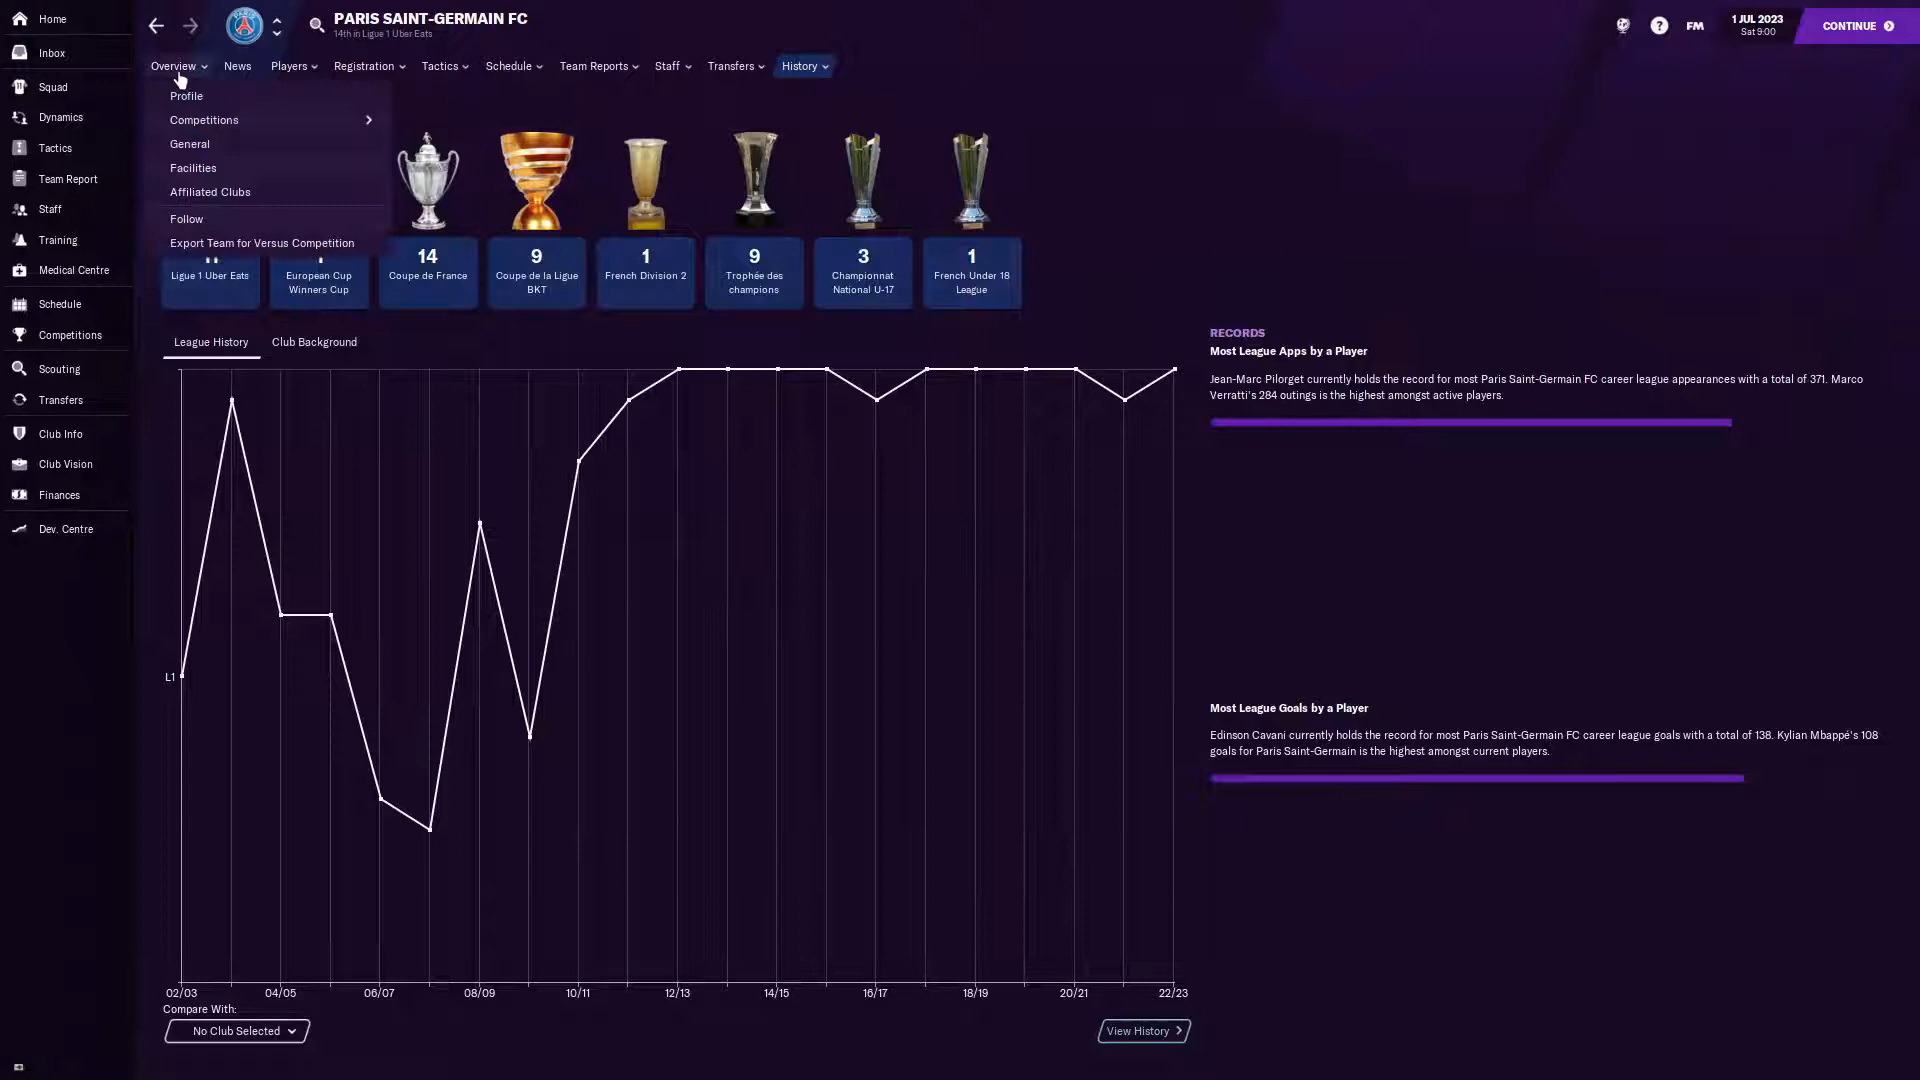 Home
Inbox
Squad
Dynamics
Tactics
Team Report
Staff
Training
Medical Centre
Schedule
Competitions
Scouting
Transfers
Club Info
Club Vision
Finances
Dev. Centre
PARIS SAINT-GERMAIN FC
14th in Ligue 1 Uber Eats
FM
1 JUL 2023
Sat 9:00
CONTINUE
Overview News Players Registration Tactics Schedule Team Reports Staff Transfers History
Profile
Competitions
General
Facilities
Affiliated Clubs
Follow
Export Team for Versus Competition
Ligue 1 Uber Eats
European Cup
Winners Cup
14
Coupe de France
9
Coupe de la Ligue
BKT
1
French Division 2
9
Trophée des
champions
3
Championnat
National U-17
1
French Under 18
League
League History Club Background
L1
02/03 04/05 06/07 08/09 10/11 12/13 14/15 16/17 18/19 20/21 22/23
Compare With:
No Club Selected
View History
RECORDS
Most League Apps by a Player
Jean-Marc Pilorget currently holds the record for most Paris Saint-Germain FC career league appearances with a total of 371. Marco
Verratti's 284 outings is the highest amongst active players.
Most League Goals by a Player
Edinson Cavani currently holds the record for most Paris Saint-Germain FC career league goals with a total of 138. Kylian Mbappé's 108
goals for Paris Saint-Germain is the highest amongst current players.